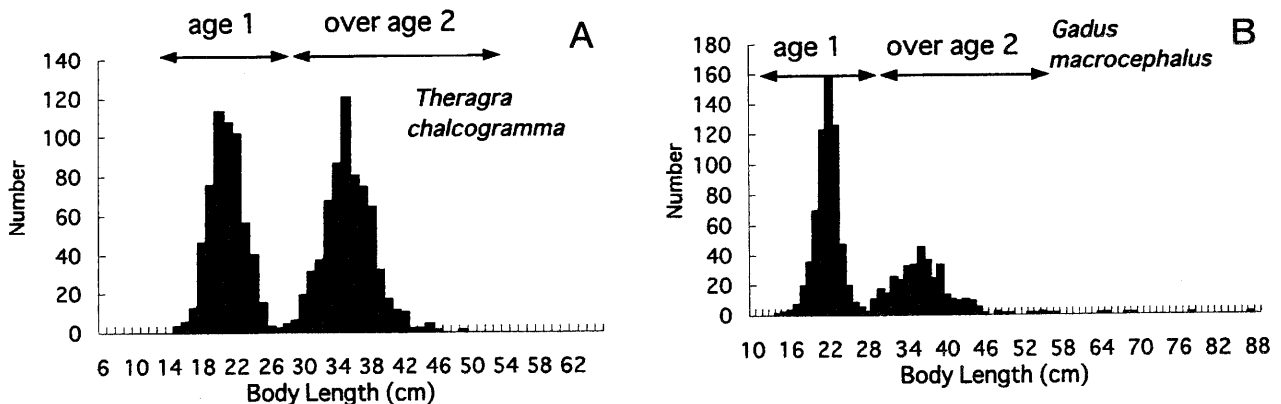 age 1
over age 2
A
140
120
100
80
60
40
20
0
Number
Theragra
chalcogramma
6 10 14 18 22 26 30 34 38 42 46 50 54 58 62
Body Length (cm)
B
Gadus
macrocephalus
age 1
over age 2
180
160
140
120
100
80
60
40
20
0
Number
10 16 22 28 34 40 46 52 58 64 70 76 82 88
Body Length (cm)